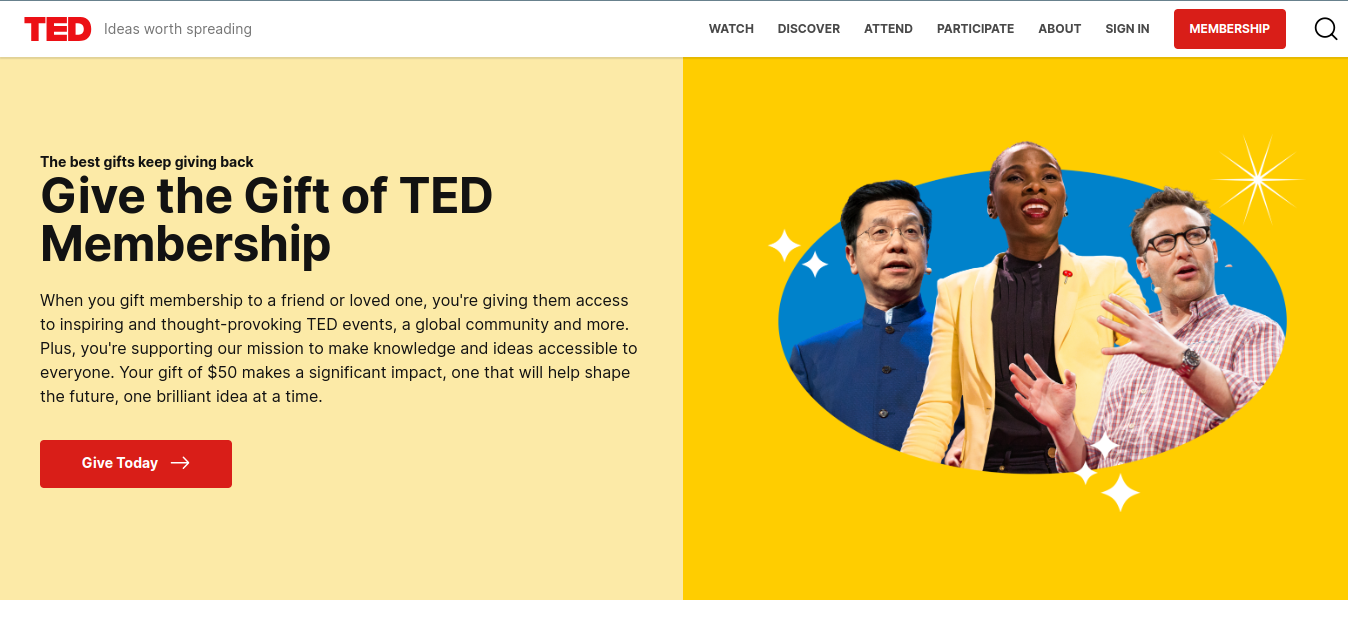 TED Ideas worth spreading WATCH DISCOVER ATTEND PARTICIPATE ABOUT SIGN IN MEMBERSHIP
The best gifts keep giving back
Give the Gift of TED
Membership
When you gift membership to a friend or loved one, you're giving them access
to inspiring and thought-provoking TED events, a global community and more.
Plus, you're supporting our mission to make knowledge and ideas accessible to
everyone. Your gift of $50 makes a significant impact, one that will help shape
the future, one brilliant idea at a time.
Give Today